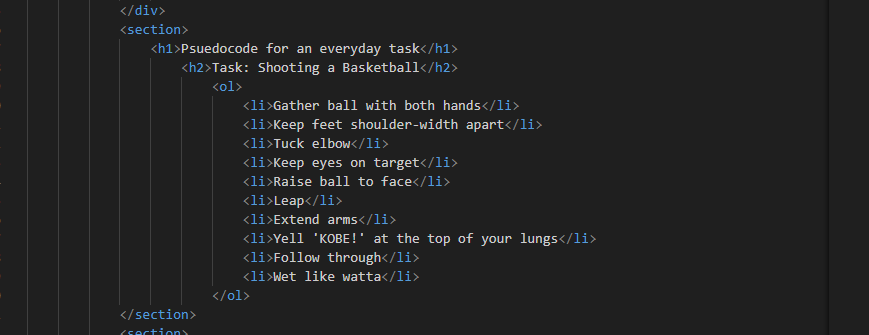 </div>
<section>
<h1>Psuedocode for an everyday task</h1>
<h2>Task: Shooting a Basketball</h2>
<ol>
<li>Gather ball with both hands</li>
<li>Keep feet shoulder-width apart</li>
<li>Tuck elbow</li>
<li>Keep eyes on target</li>
<li>Raise ball to face</li>
<li>Leap</li>
<li>Extend arms</li>
<li>Yell 'KOBE!' at the top of your lungs</li>
<li>Follow through</li>
<li>Wet like watta</li>
</ol>
</section>
<section>